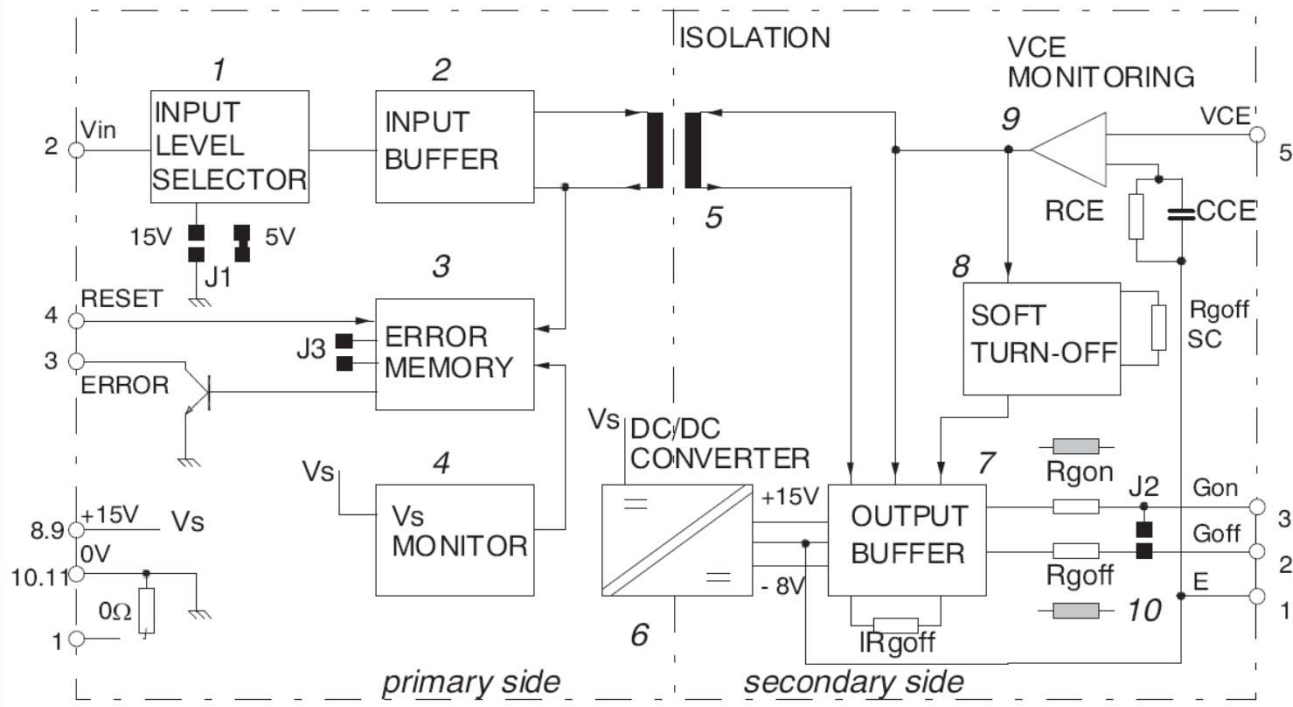 ISOLATION
VCE
MONITORING
1
INPUT
LEVEL
SELECTOR
2
INPUT
BUFFER
9
VCE
5
2
Vin
5
RCE
CCE
15V
5V
J1
3
8
4
RESET
ERROR
MEMORY
J3
3
ERROR
SOFT
TURN-OFF
Rgoff
SC
Vs
DC/DC
CONVERTER
4
Vs
Vs
MONITOR
+15V
- 8V
6
7
OUTPUT
BUFFER
Rgon
J2
Gon
3
Goff
2
Rgoff
E
1
10
IRgoff
8.9
+15V
Vs
0V
10.11
0Ω
1
primary side
secondary side